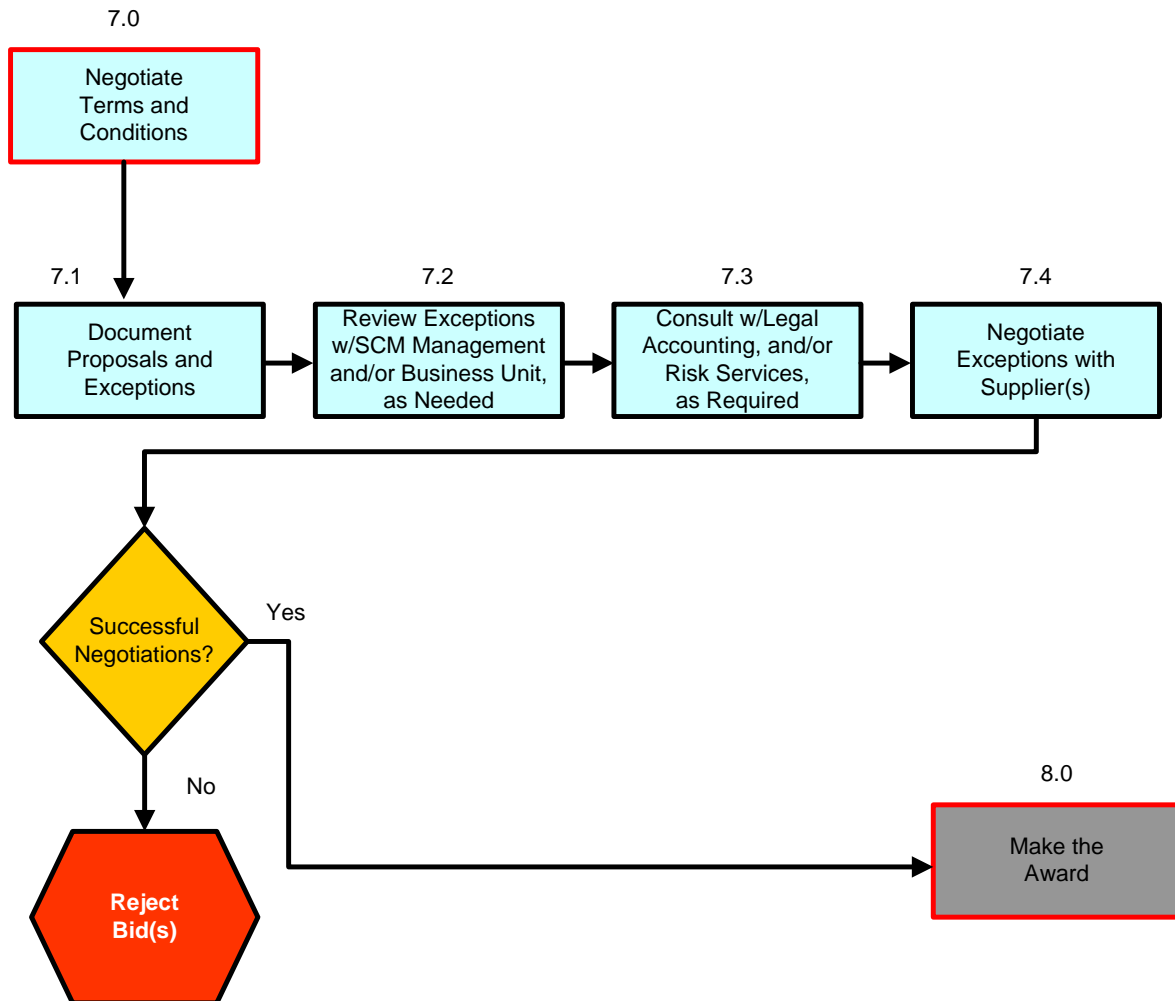 7.0
Negotiate
Terms and
Conditions
7.1
Document
Proposals and
Exceptions
7.2
Review Exceptions
w/SCM Management
and/or Business Unit,
as Needed
7.3
Consult w/Legal
Accounting, and/or
Risk Services,
as Required
7.4
Negotiate
Exceptions with
Supplier(s)
Successful
Negotiations?
Yes
No
Reject
Bid(s)
8.0
Make the
Award